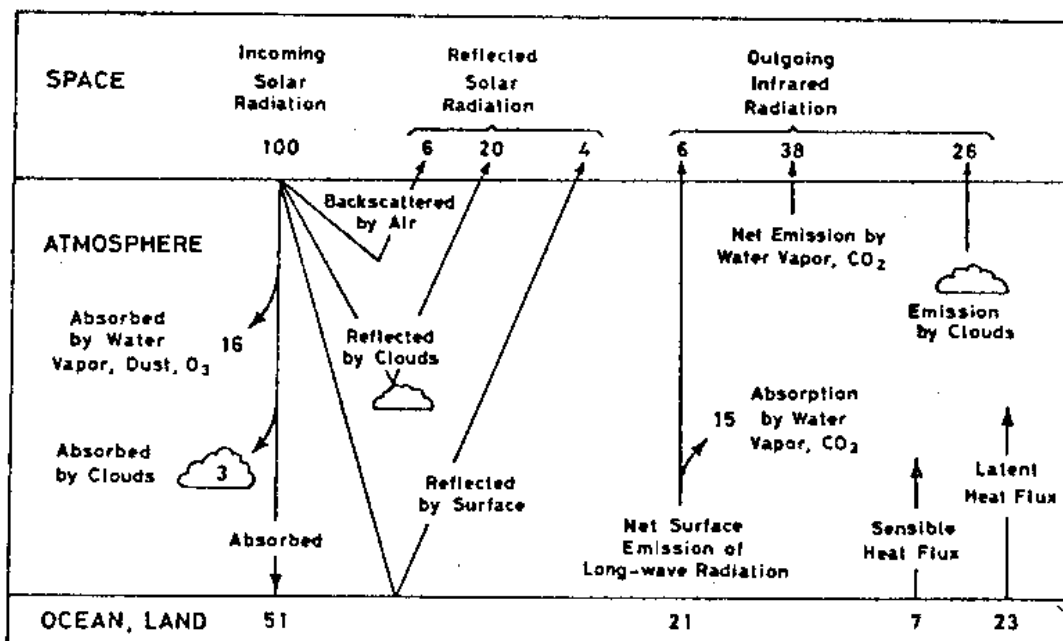 SPACE
Incoming
Solar
Radiation
100
Reflected
Solar
Radiation
6 20 4
Outgoing
Infrared
Radiation
6 38 26
ATMOSPHERE
Backscattered
by Air
Net Emission by
Water Vapor, CO₂
Emission
by Clouds
Absorbed
by Water
Vapor, Dust, O₃
16
Reflected
by Clouds
15
Absorption
by Water
Vapor, CO₂
Absorbed
by Clouds
3
Reflected
by Surface
Latent
Heat Flux
Absorbed
Net Surface
Emission of
Long-wave Radiation
Sensible
Heat Flux
OCEAN, LAND 51 21 7 23